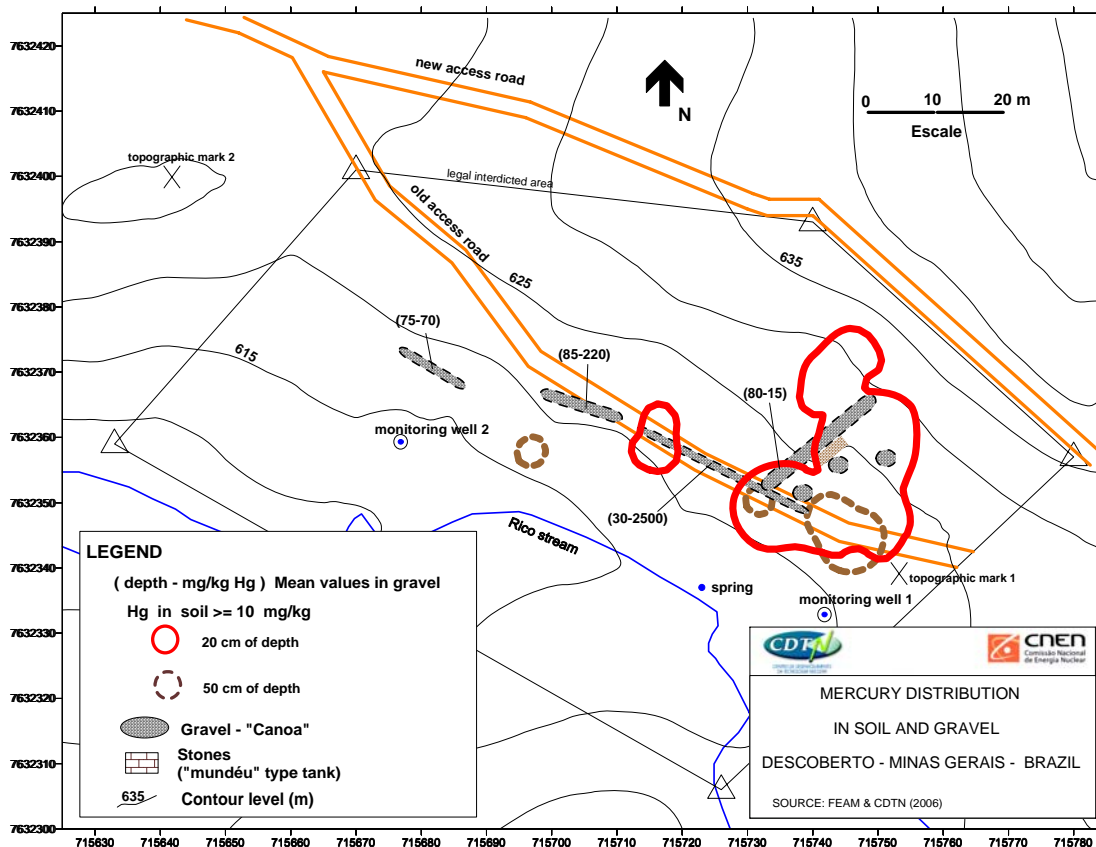 7632420
7632410
7632400
7632390
7632380
7632370
7632360
7632350
7632340
7632330
7632320
7632310
7632300
new access road
N
0 10 20 m
Escale
topographic mark 2
legal interdicted area
old access road
635
625
615
(75-70)
(85-220)
(80-15)
monitoring well 2
(30-2500)
Rico stream
topographic mark 1
spring
monitoring well 1
LEGEND
( depth - mg/kg Hg ) Mean values in gravel
Hg in soil >= 10 mg/kg
20 cm of depth
50 cm of depth
Gravel - "Canoa"
Stones
("mundéu" type tank)
635 Contour level (m)
CDTN
CENTRO DE DESENVOLVIMENTO
DA TECNOLOGIA NUCLEAR
CNEN
Comissão Nacional
de Energia Nuclear
MERCURY DISTRIBUTION
IN SOIL AND GRAVEL
DESCOBERTO - MINAS GERAIS - BRAZIL
SOURCE: FEAM & CDTN (2006)
715630 715640 715650 715660 715670 715680 715690 715700 715710 715720 715730 715740 715750 715760 715770 715780